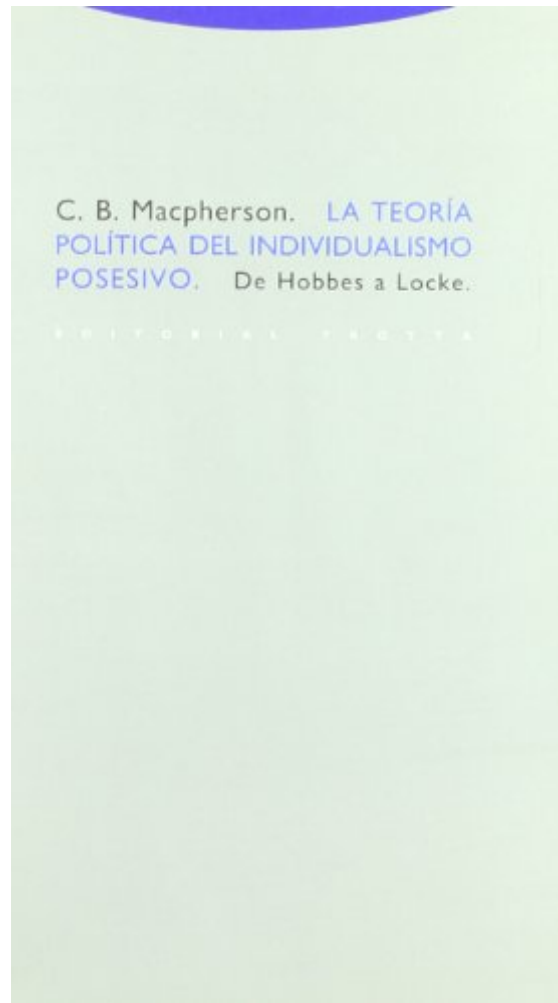 C. B. Macpherson. LA TEORÍA
POLÍTICA DEL INDIVIDUALISMO
POSESIVO. De Hobbes a Locke.
EDITORIAL TROTTA